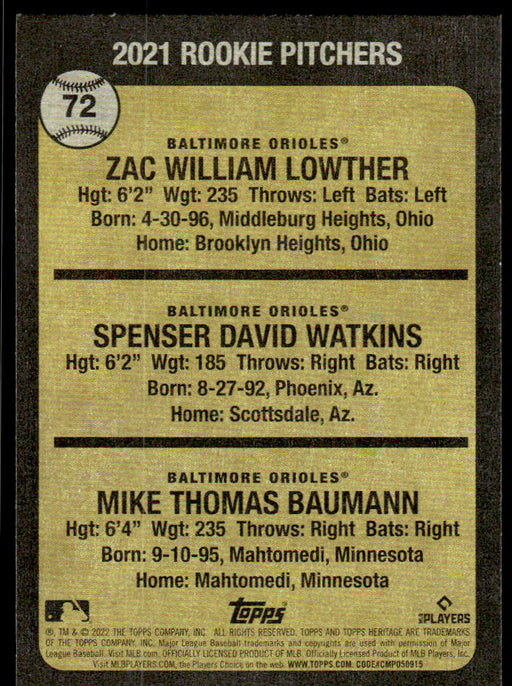 2021 ROOKIE PITCHERS
72
BALTIMORE ORIOLES®
ZAC WILLIAM LOWTHER
Hgt: 6'2" Wgt: 235 Throws: Left Bats: Left
Born: 4-30-96, Middleburg Heights, Ohio
Home: Brooklyn Heights, Ohio
BALTIMORE ORIOLES®
SPENSER DAVID WATKINS
Hgt: 6'2" Wgt: 185 Throws: Right Bats: Right
Born: 8-27-92, Phoenix, Az.
Home: Scottsdale, Az.
BALTIMORE ORIOLES®
MIKE THOMAS BAUMANN
Hgt: 6'4" Wgt: 235 Throws: Right Bats: Right
Born: 9-10-95, Mahtomedi, Minnesota
Home: Mahtomedi, Minnesota
TOPPS
PLAYERS
®, TM & © 2022 THE TOPPS COMPANY, INC. ALL RIGHTS RESERVED. TOPPS AND TOPPS HERITAGE ARE TRADEMARKS
OF THE TOPPS COMPANY, INC. Major League Baseball trademarks and copyrights are used with permission of Major
League Baseball. Visit MLB.com. OFFICIALLY LICENSED PRODUCT OF MLB Players, Inc.
Visit MLBPLAYERS.com, the Players Choice on the web. WWW.TOPPS.COM CODE#CMP050915